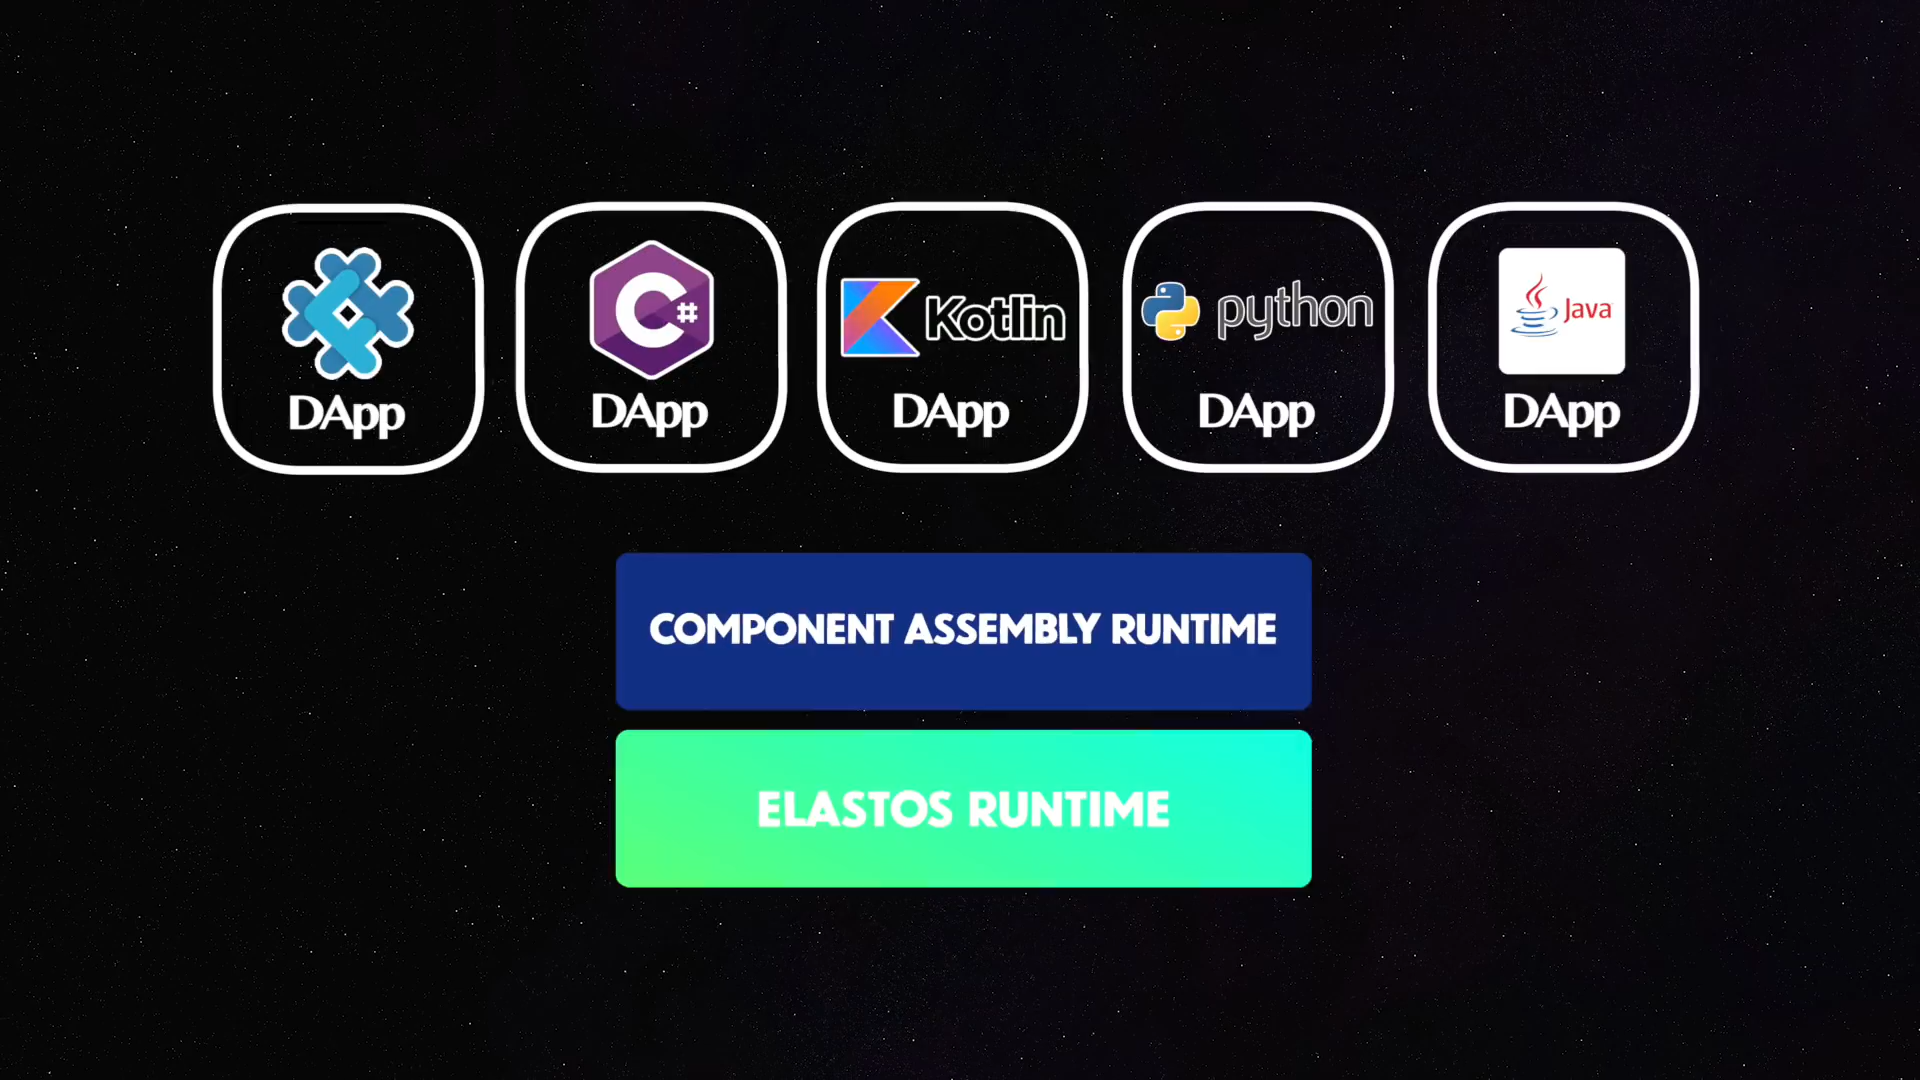 C#
Kotlin
python
Java
DApp
DApp
DApp
DApp
DApp
COMPONENT ASSEMBLY RUNTIME
ELASTOS RUNTIME